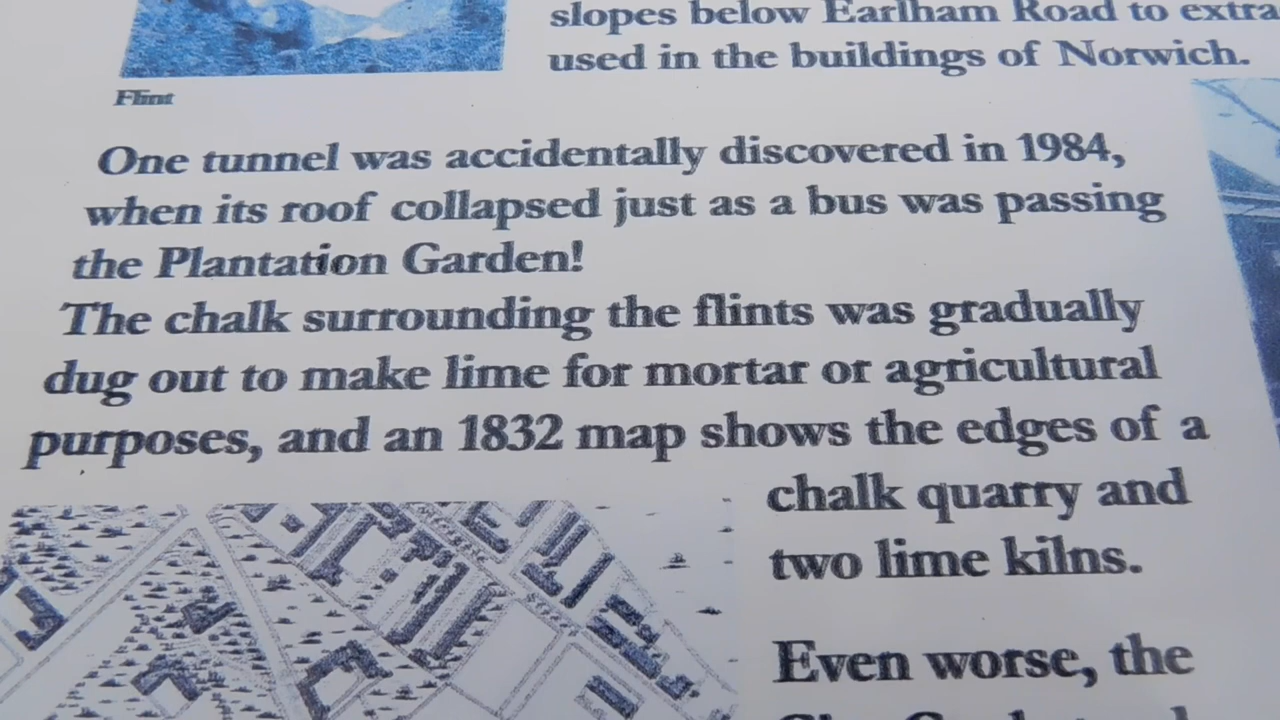 slopes below Earlham Road to extra
used in the buildings of Norwich.
Flint
One tunnel was accidentally discovered in 1984,
when its roof collapsed just as a bus was passing
the Plantation Garden!
The chalk surrounding the flints was gradually
dug out to make lime for mortar or agricultural
purposes, and an 1832 map shows the edges of a
chalk quarry and
two lime kilns.
Even worse, the